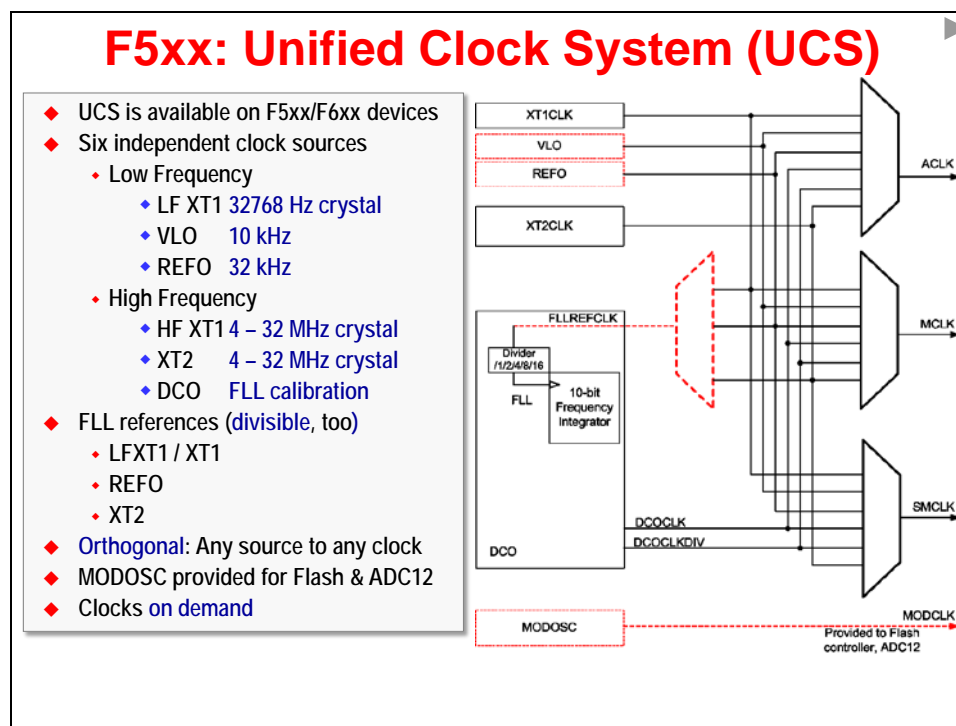 F5xx: Unified Clock System (UCS)
UCS is available on F5xx/F6xx devices
Six independent clock sources
Low Frequency
LF XT1 32768 Hz crystal
VLO 10 kHz
REFO 32 kHz
High Frequency
HF XT1 4 – 32 MHz crystal
XT2 4 – 32 MHz crystal
DCO FLL calibration
FLL references (divisible, too)
LFXT1 / XT1
REFO
XT2
Orthogonal: Any source to any clock
MODOSC provided for Flash & ADC12
Clocks on demand
XT1CLK
VLO
REFO
ACLK
XT2CLK
FLLREFCLK
MCLK
Divider
/1/2/4/8/16
FLL
10-bit
Frequency
Integrator
SMCLK
DCOCLK
DCO
DCOCLKDIV
MODOSC
MODCLK
Provided to Flash
controller, ADC12